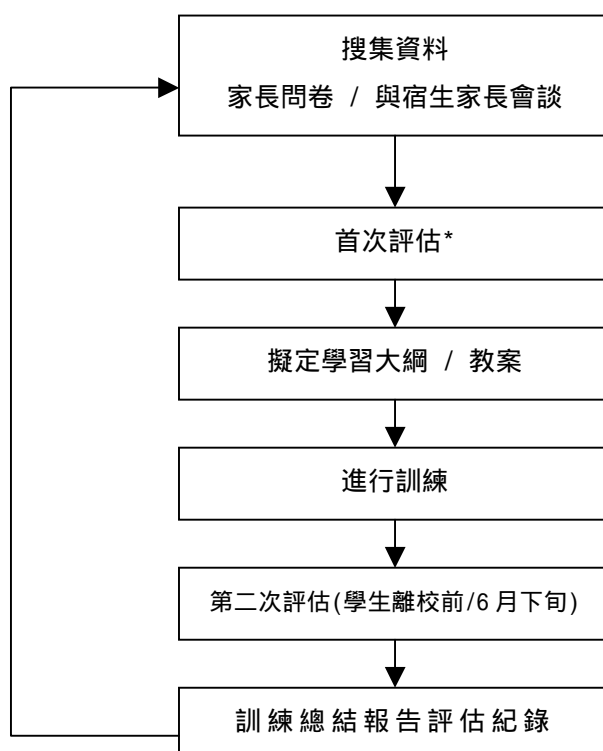 搜集資料
家長問卷 / 與宿生家長會談
首次評估*
擬定學習大綱 / 教案
進行訓練
第二次評估(學生離校前/6月下旬)
訓練總結報告評估紀錄